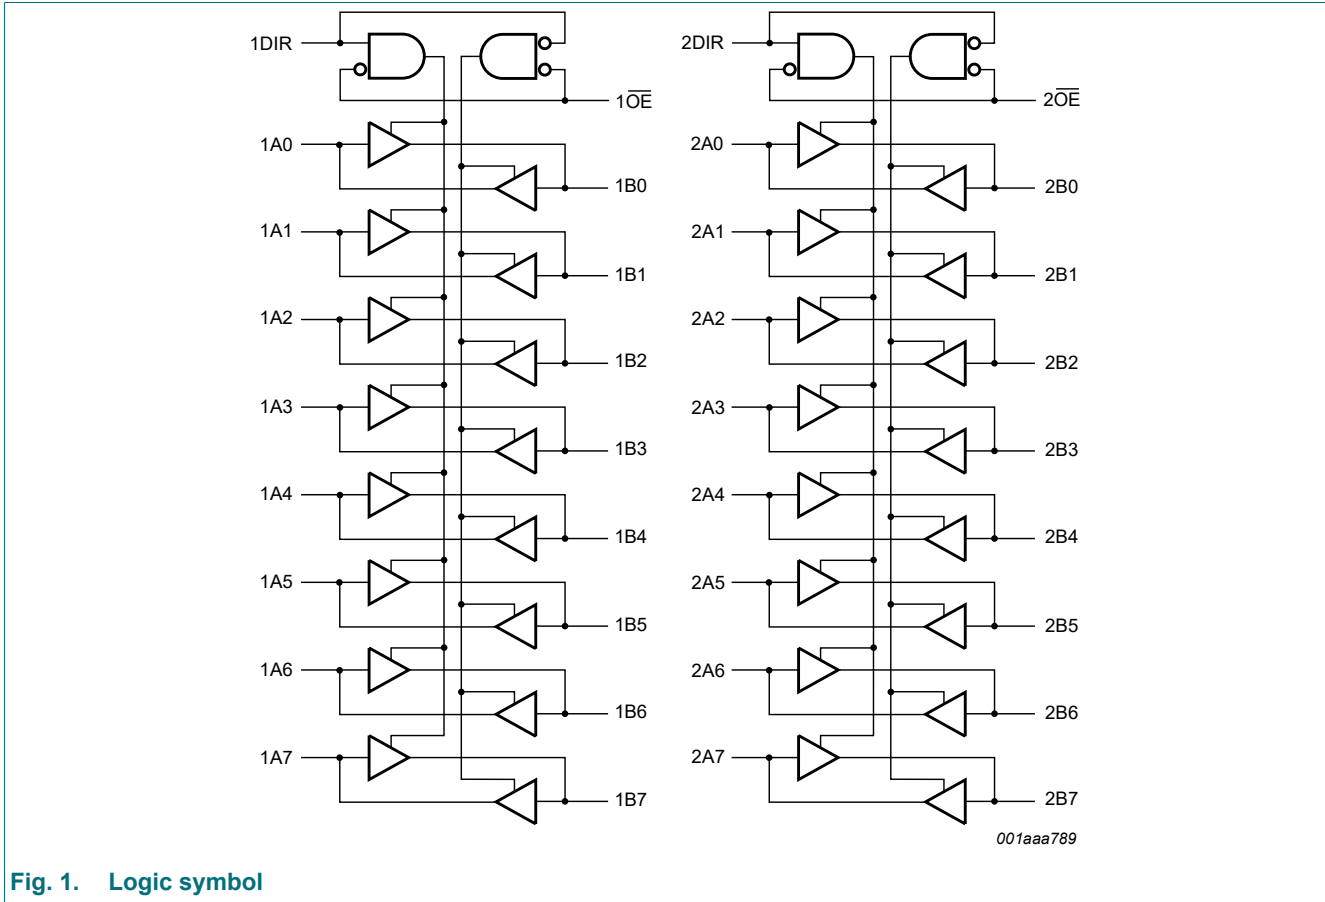 1DIR
1O̅E̅
1A0
1B0
1A1
1B1
1A2
1B2
1A3
1B3
1A4
1B4
1A5
1B5
1A6
1B6
1A7
1B7
2DIR
2O̅E̅
2A0
2B0
2A1
2B1
2A2
2B2
2A3
2B3
2A4
2B4
2A5
2B5
2A6
2B6
2A7
2B7
001aaa789
Fig. 1. Logic symbol